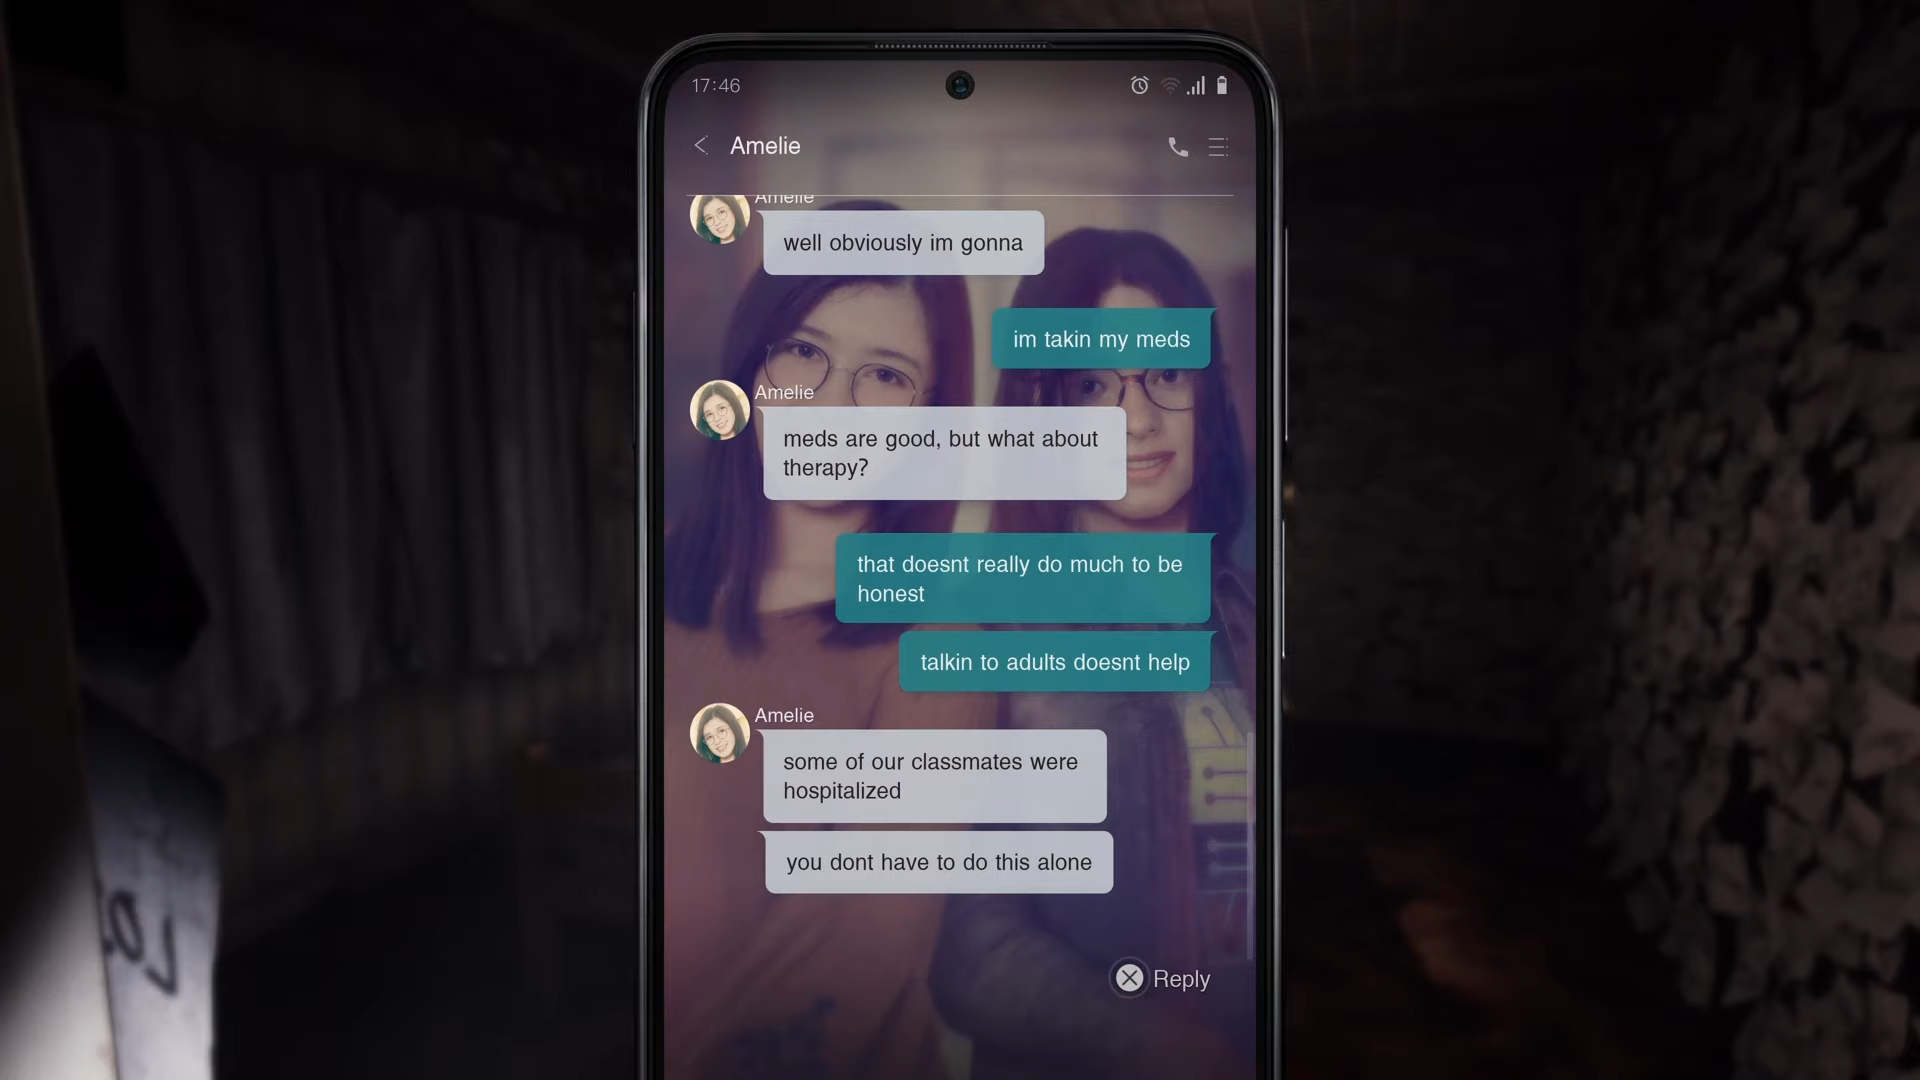 17:46
Amelie
Amelie
well obviously im gonna
im takin my meds
Amelie
meds are good, but what about
therapy?
that doesnt really do much to be
honest
talkin to adults doesnt help
Amelie
some of our classmates were
hospitalized
you dont have to do this alone
Reply